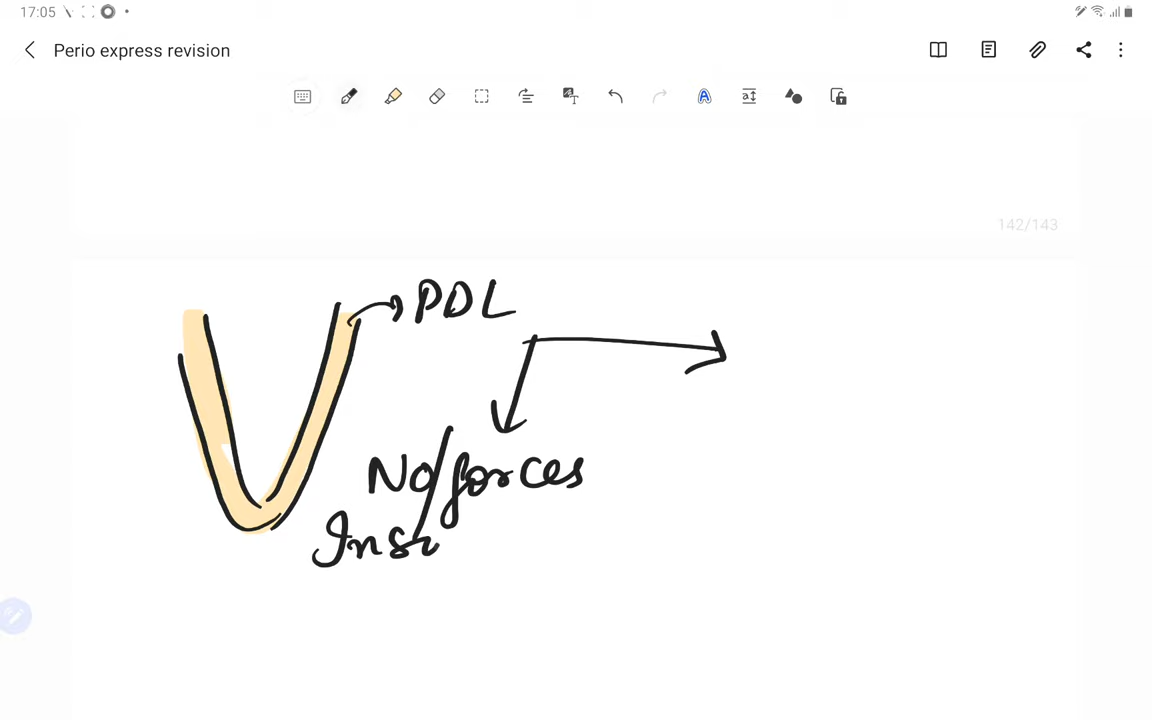 17:05
Perio express revision
142/143
PDL
No/forces
Insu